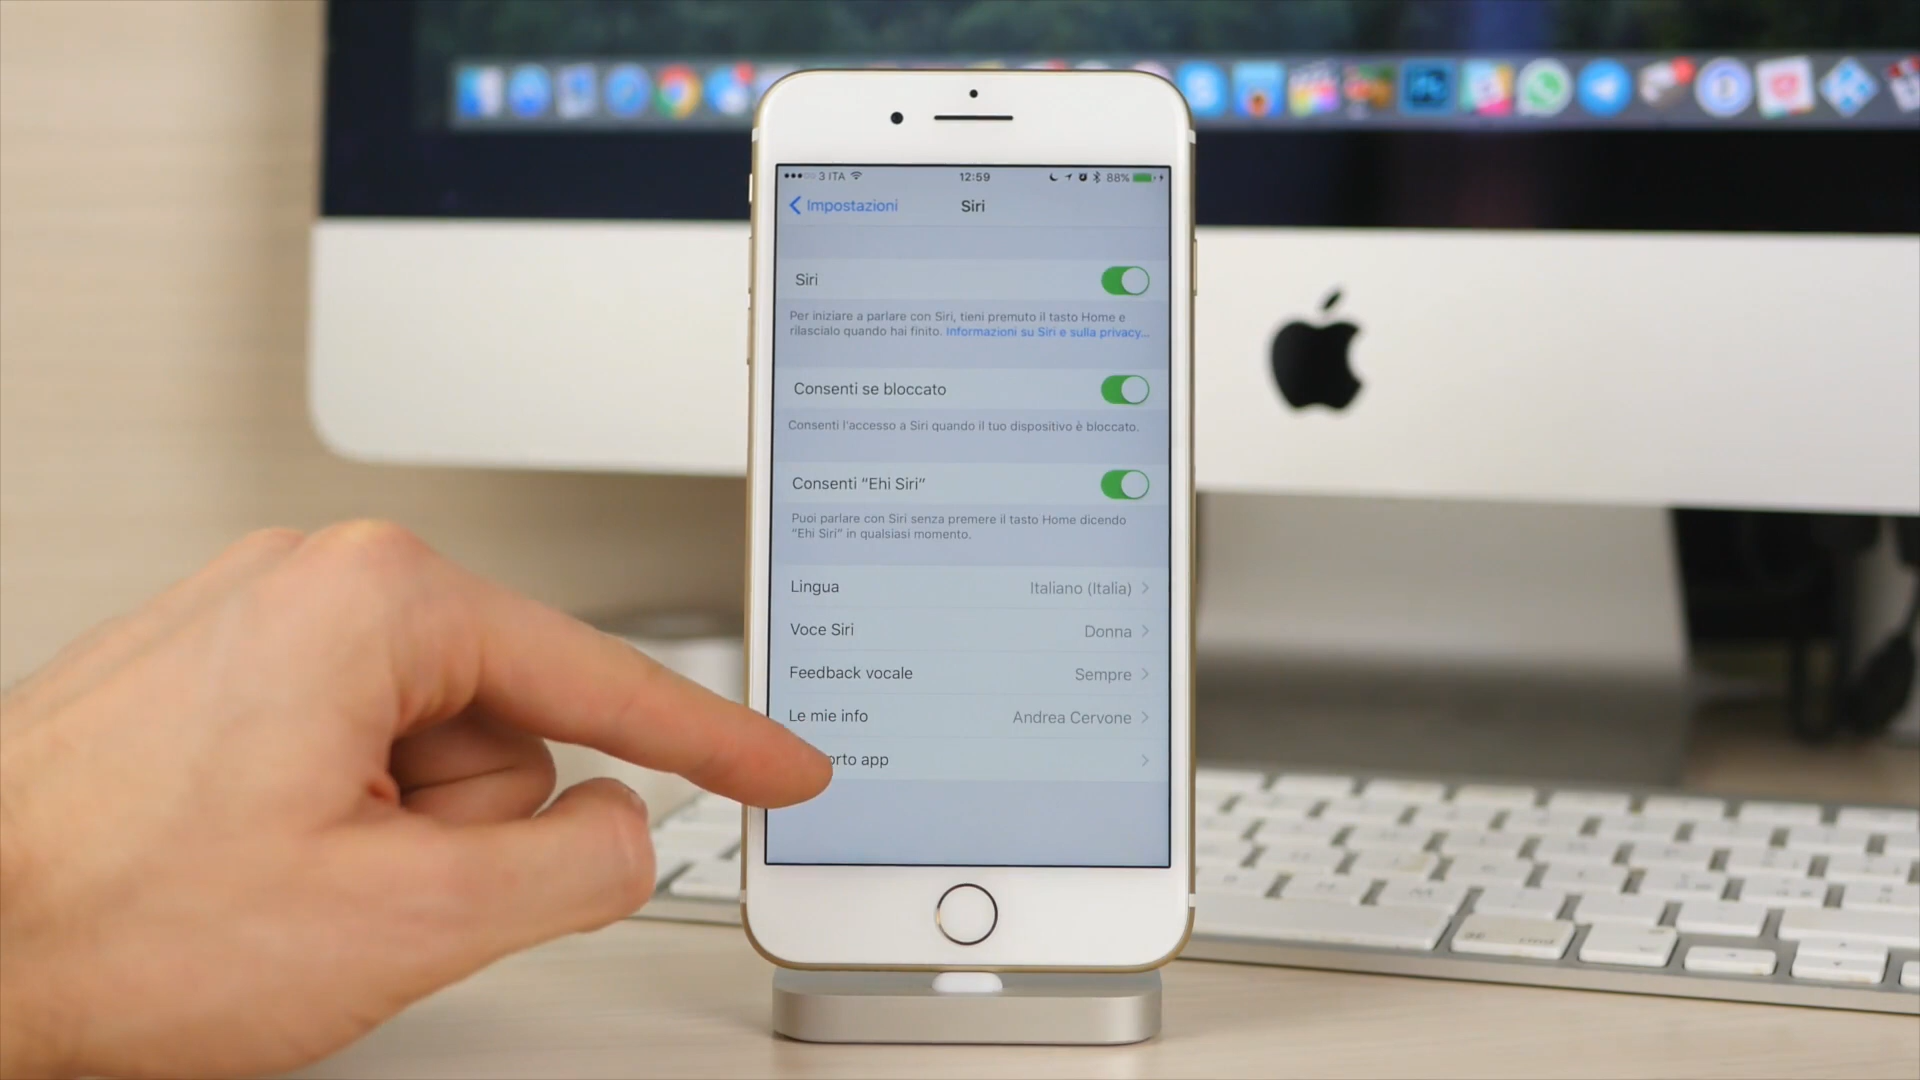 3 ITA 12:59 88%
Impostazioni Siri
Siri
Per iniziare a parlare con Siri, tieni premuto il tasto Home e
rilascialo quando hai finito. Informazioni su Siri e sulla privacy...
Consenti se bloccato
Consenti l'accesso a Siri quando il tuo dispositivo è bloccato.
Consenti “Ehi Siri”
Puoi parlare con Siri senza premere il tasto Home dicendo
“Ehi Siri” in qualsiasi momento.
Lingua Italiano (Italia)
Voce Siri Donna
Feedback vocale Sempre
Le mie info Andrea Cervone
orto app
cmd